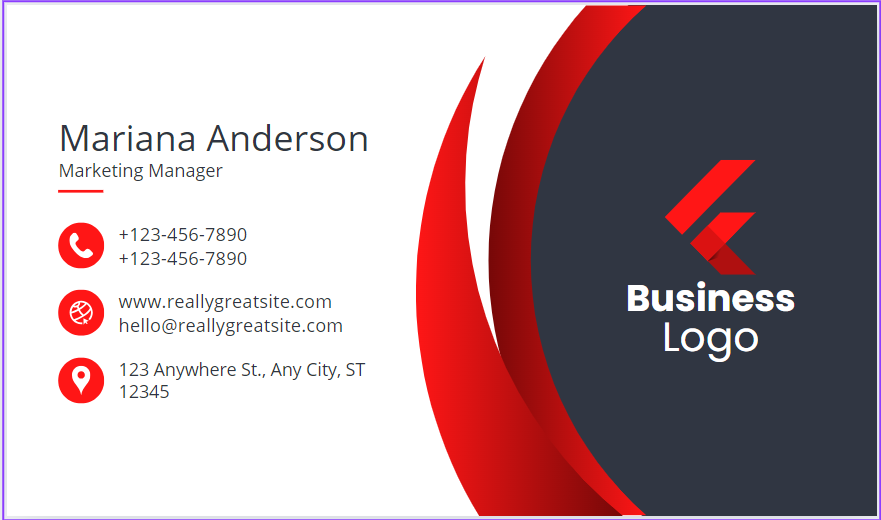 Mariana Anderson
Marketing Manager
+123-456-7890
+123-456-7890
www.reallygreatsite.com
hello@reallygreatsite.com
123 Anywhere St., Any City, ST
12345
Business
Logo